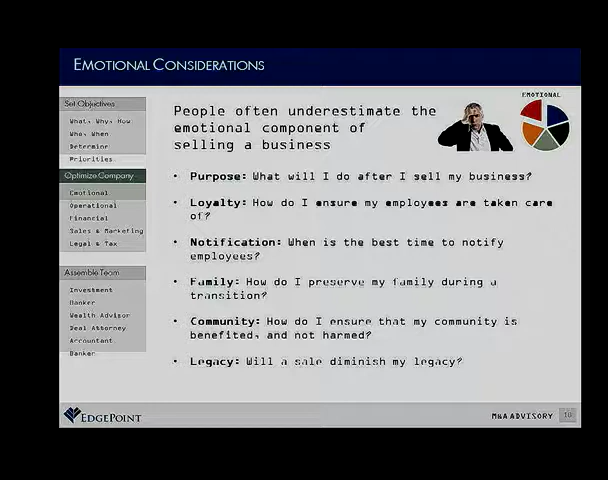 EMOTIONAL CONSIDERATIONS
EMOTIONAL
Set Objectives
What, Why, How
Who, When
Determine
Priorities
Optimize Company
Emotional
Operational
Financial
Sales & Marketing
Legal & Tax
Assemble Team
Investment
Banker
Wealth Advisor
Deal Attorney
Accountant
Banker
People often underestimate the
emotional component of
selling a business
• Purpose: What will I do after I sell my business?
• Loyalty: How do I ensure my employees are taken care
of?
• Notification: When is the best time to notify
employees?
• Family: How do I preserve my family during a
transition?
• Community: How do I ensure that my community is
benefited, and not harmed?
• Legacy: Will a sale diminish my legacy?
EDGEPOINT
M&A ADVISORY 10